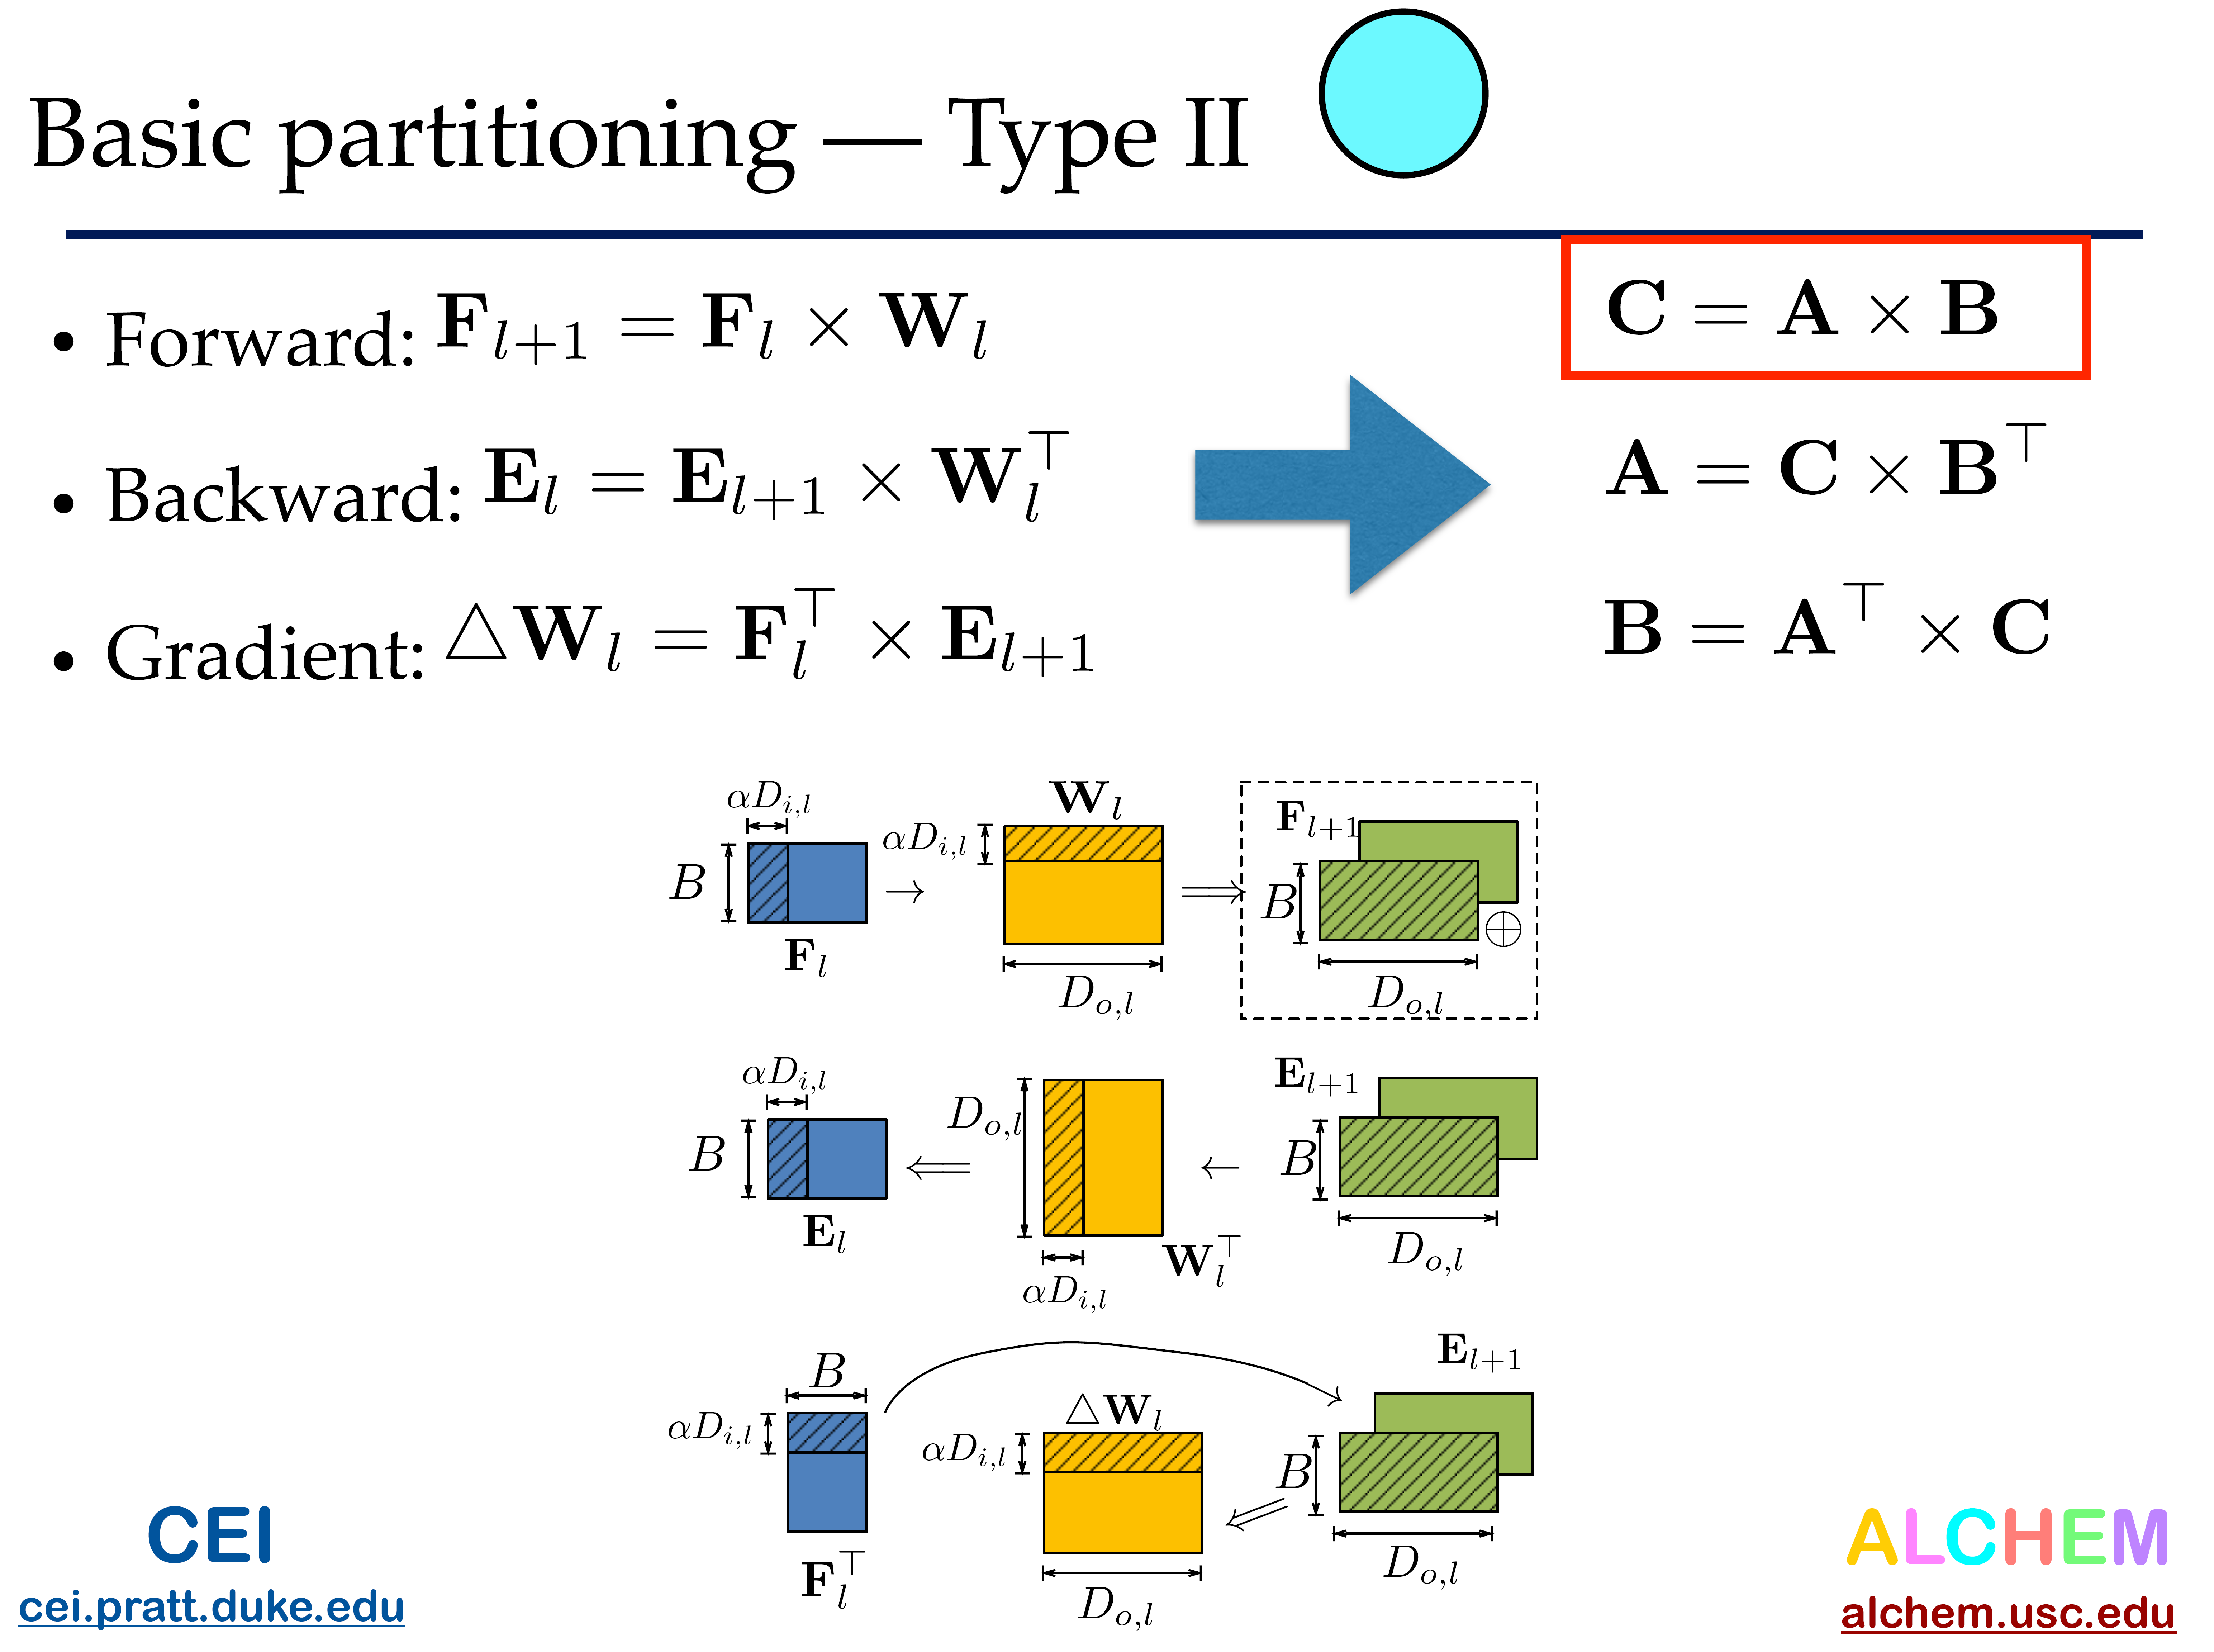 Basic partitioning — Type II
• Forward: F_{l+1} = F_l × W_l
• Backward: E_l = E_{l+1} × W_l^⊤
• Gradient: △W_l = F_l^⊤ × E_{l+1}
C = A × B
A = C × B^⊤
B = A^⊤ × C
αD_{i,l}
B
F_l
→
W_l
αD_{i,l}
D_{o,l}
⟹
F_{l+1}
B
⊕
D_{o,l}
αD_{i,l}
B
E_l
⟸
D_{o,l}
αD_{i,l}
W_l^⊤
←
E_{l+1}
B
D_{o,l}
B
αD_{i,l}
F_l^⊤
△W_l
αD_{i,l}
D_{o,l}
E_{l+1}
B
D_{o,l}
CEI
cei.pratt.duke.edu
ALCHEM
alchem.usc.edu